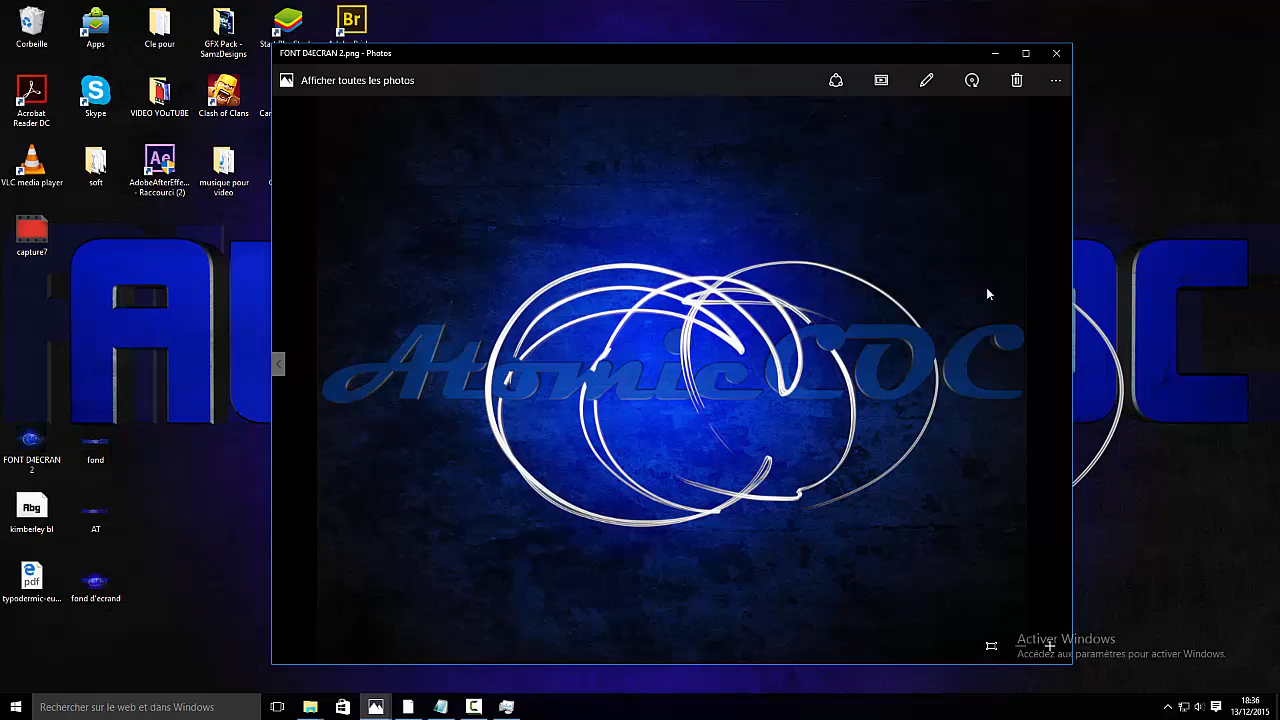 Corbeille
Apps
Cle pour
GFX Pack -
SamzDesigns
FONT D4ECRAN 2.png - Photos
Afficher toutes les photos
Acrobat
Reader DC
Skype
VIDEO YOUTUBE
Clash of Clans
VLC media player
soft
AdobeAfterEffe...
- Raccourci (2)
musique pour
video
capture7
AtomicCOC
FONT D4ECRAN
2
fond
Abg
kimberley bl
AT
pdf
typodermic-eu...
fond d'ecrand
Activer Windows
Accédez aux paramètres pour activer Windows.
Rechercher sur le web et dans Windows
18:36
13/12/2015